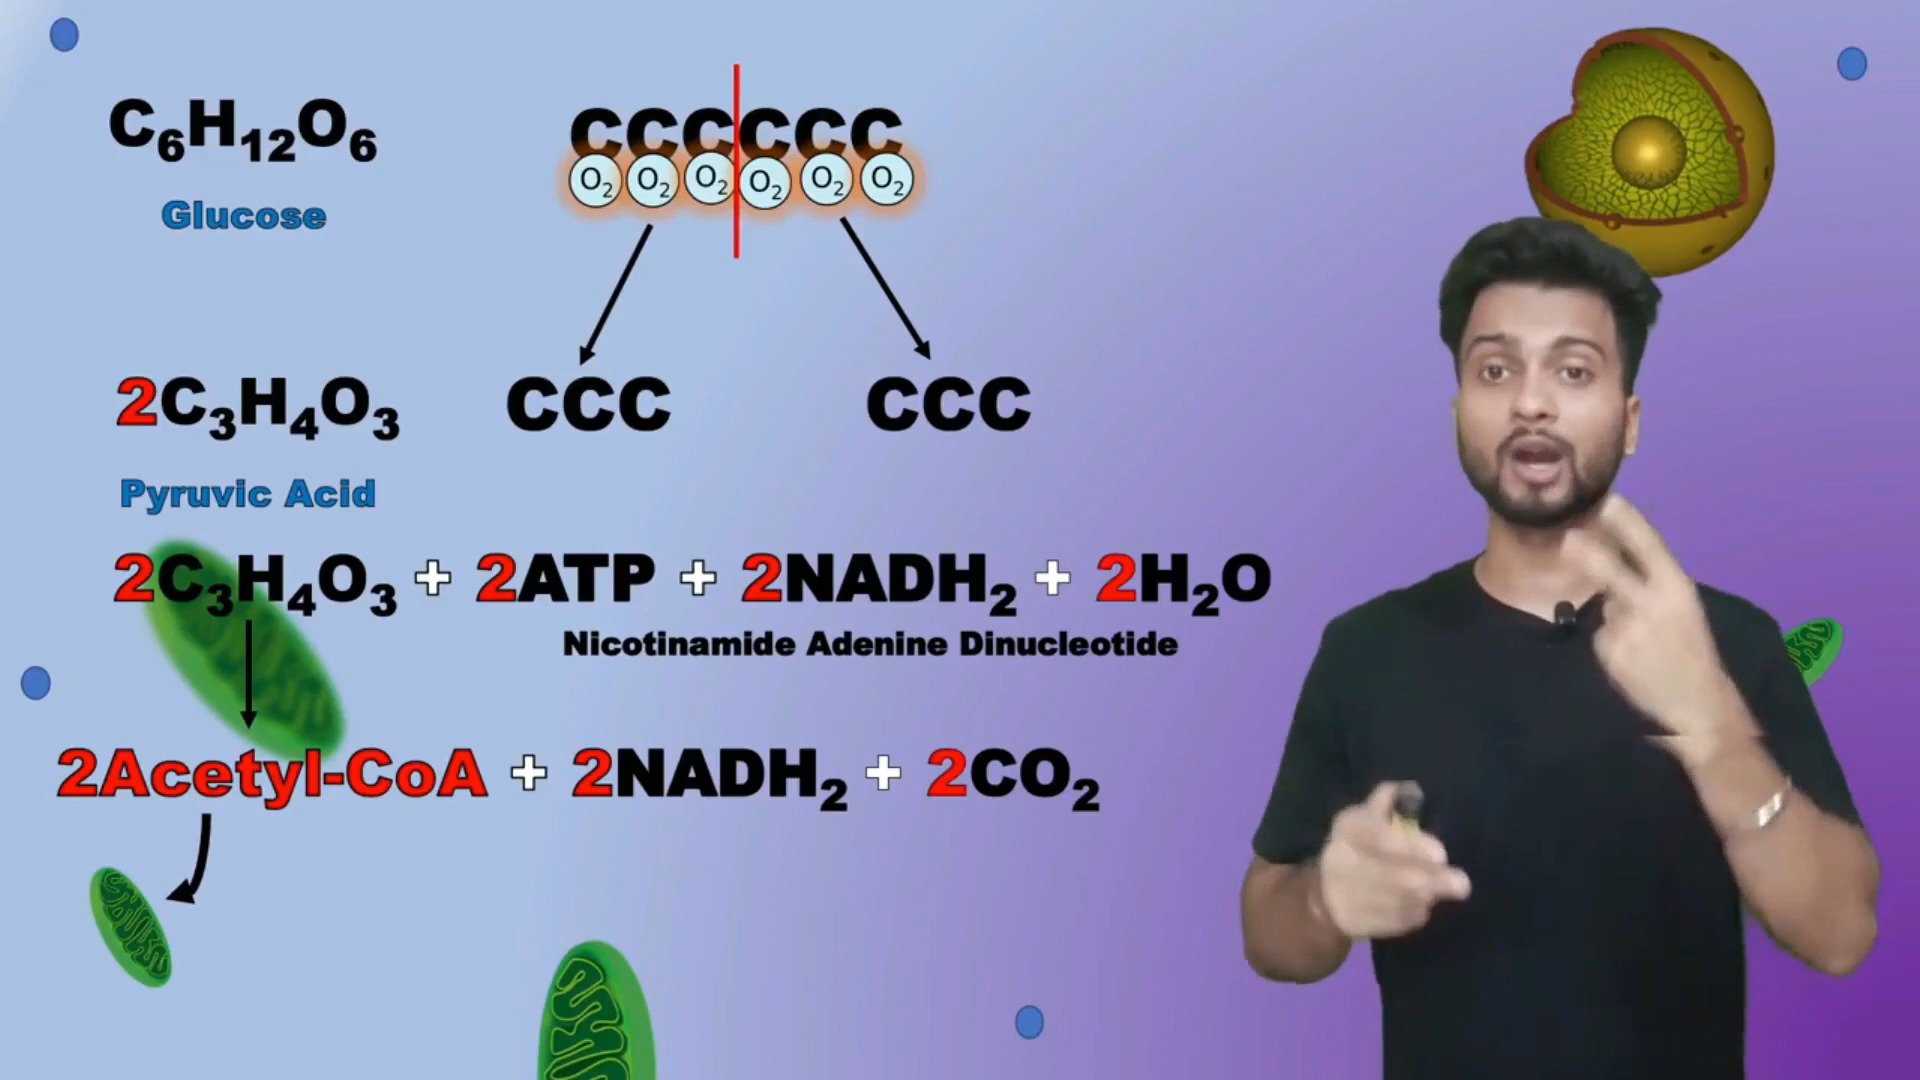 C₆H₁₂O₆
CCCCCC
O₂ O₂ O₂ O₂ O₂ O₂
Glucose
2C₃H₄O₃
CCC
CCC
Pyruvic Acid
2C₃H₄O₃ + 2ATP + 2NADH₂ + 2H₂O
Nicotinamide Adenine Dinucleotide
2Acetyl-CoA + 2NADH₂ + 2CO₂